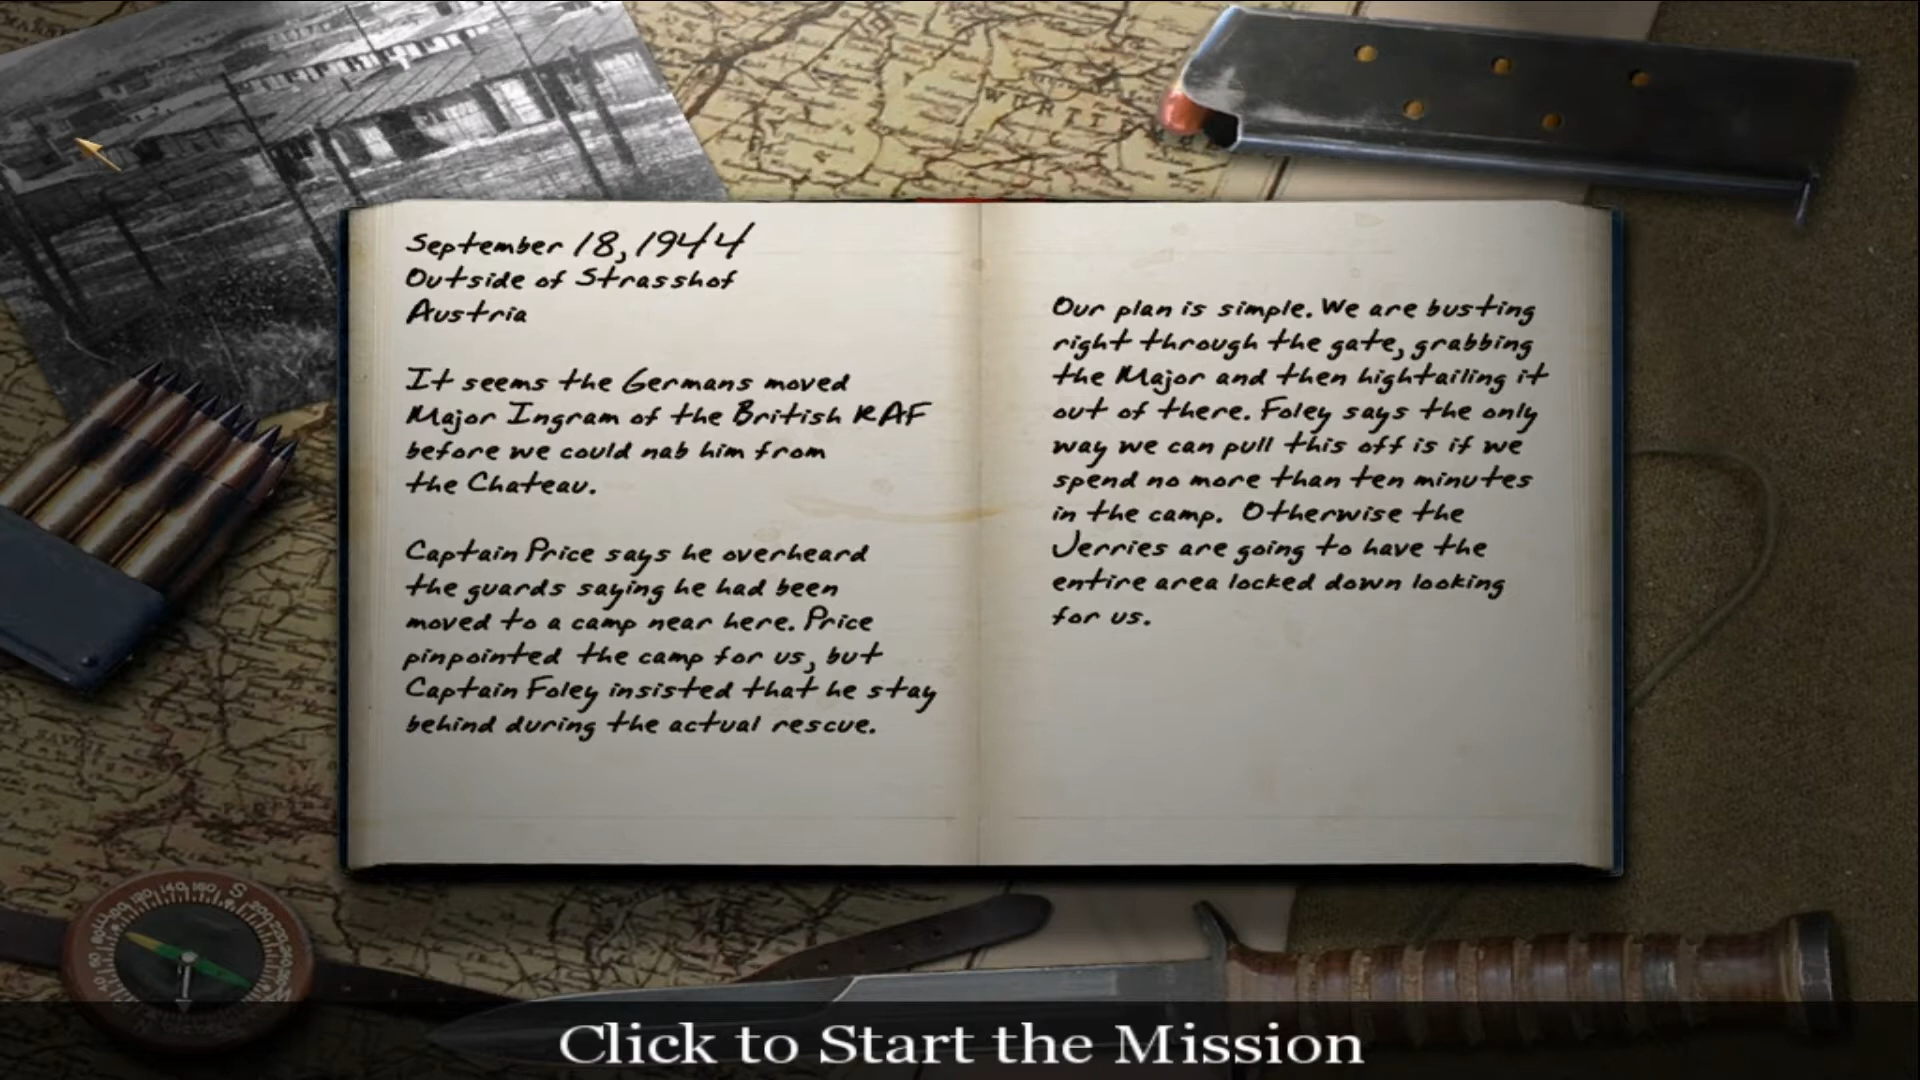 September 18, 1944
Outside of Strasshof
Austria
It seems the Germans moved
Major Ingram of the British RAF
before we could nab him from
the Chateau.
Captain Price says he overheard
the guards saying he had been
moved to a camp near here. Price
pinpointed the camp for us, but
Captain Foley insisted that he stay
behind during the actual rescue.
Our plan is simple. We are busting
right through the gate, grabbing
the Major and then hightailing it
out of there. Foley says the only
way we can pull this off is if we
spend no more than ten minutes
in the camp. Otherwise the
Jerries are going to have the
entire area locked down looking
for us.
Click to Start the Mission